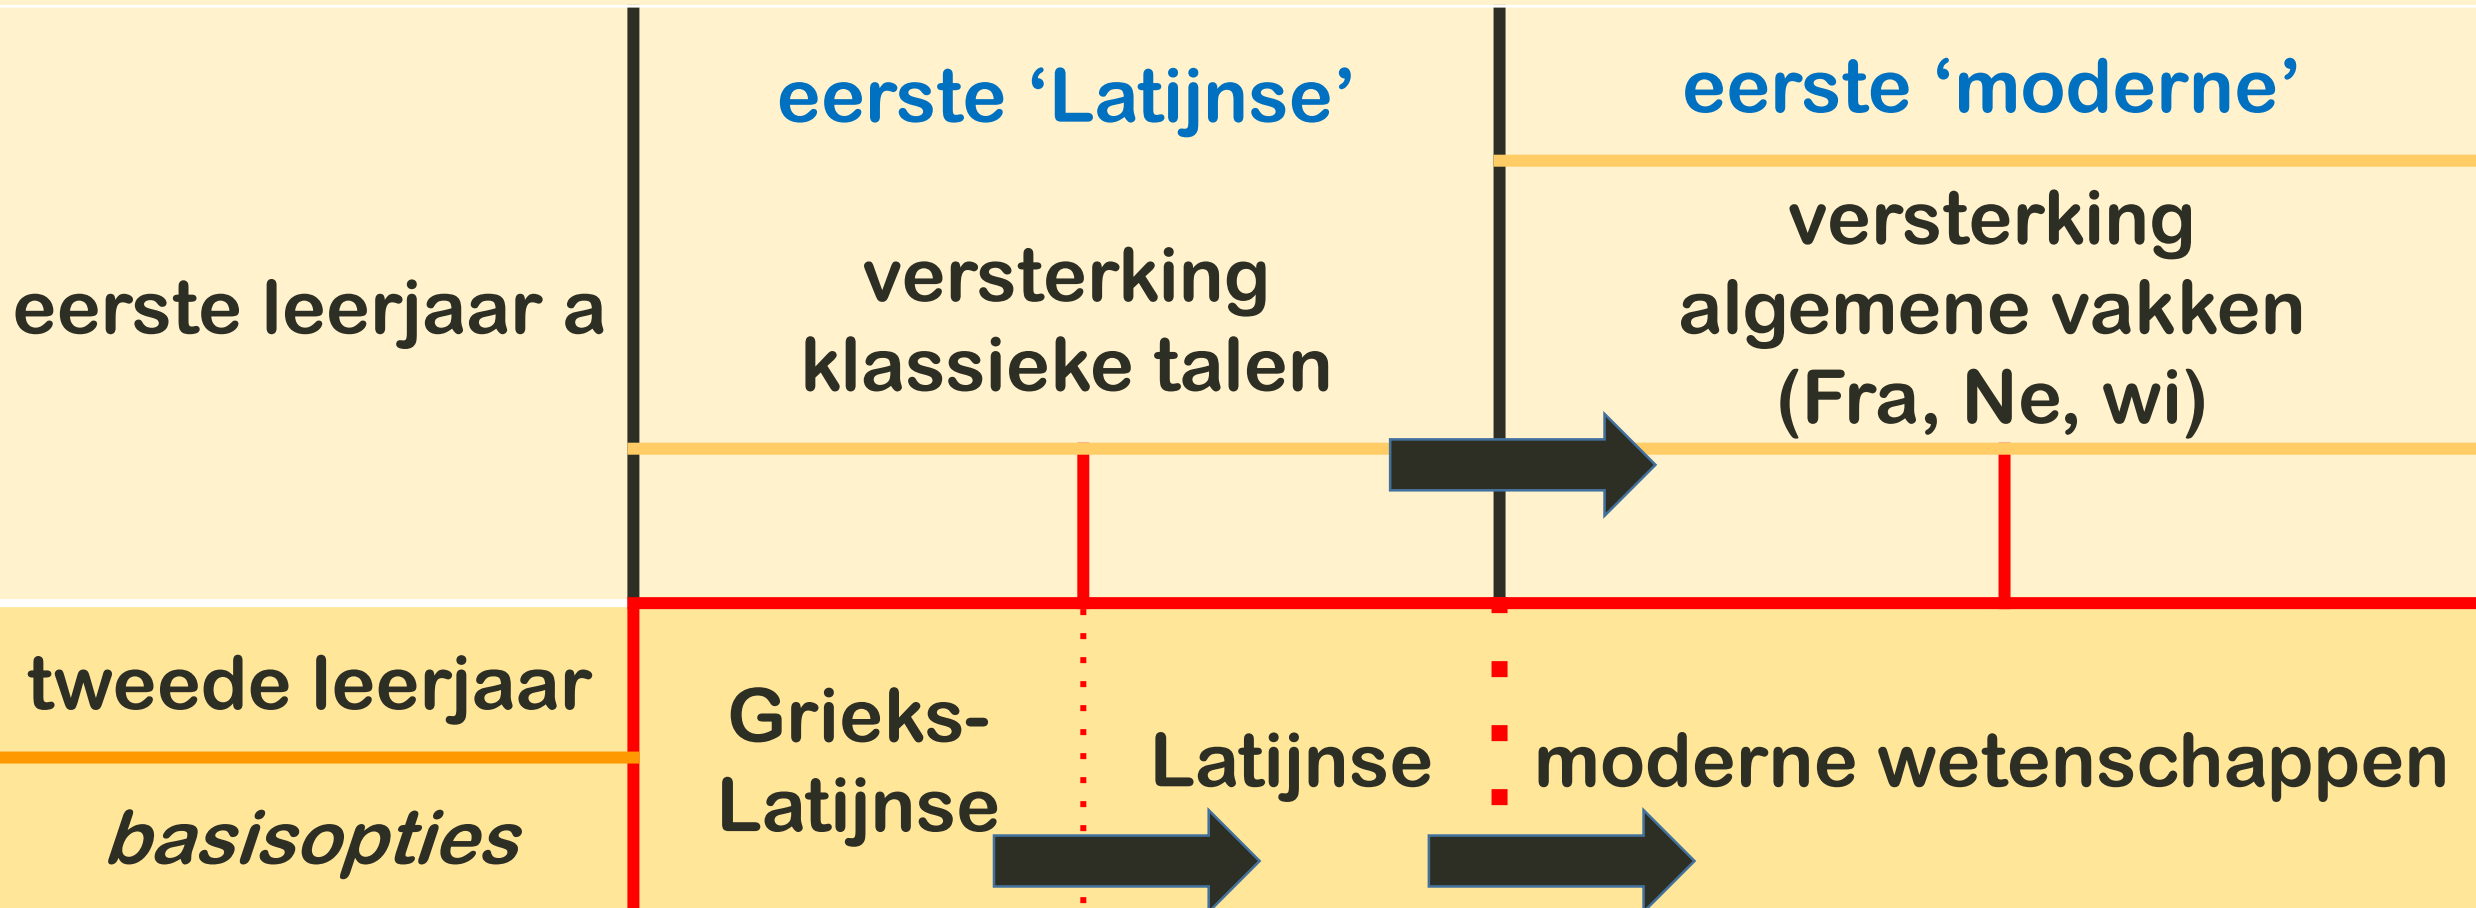 eerste leerjaar a
eerste ‘Latijnse’
versterking
klassieke talen
eerste ‘moderne’
versterking
algemene vakken
(Fra, Ne, wi)
tweede leerjaar
basisopties
Grieks-
Latijnse
Latijnse
moderne wetenschappen